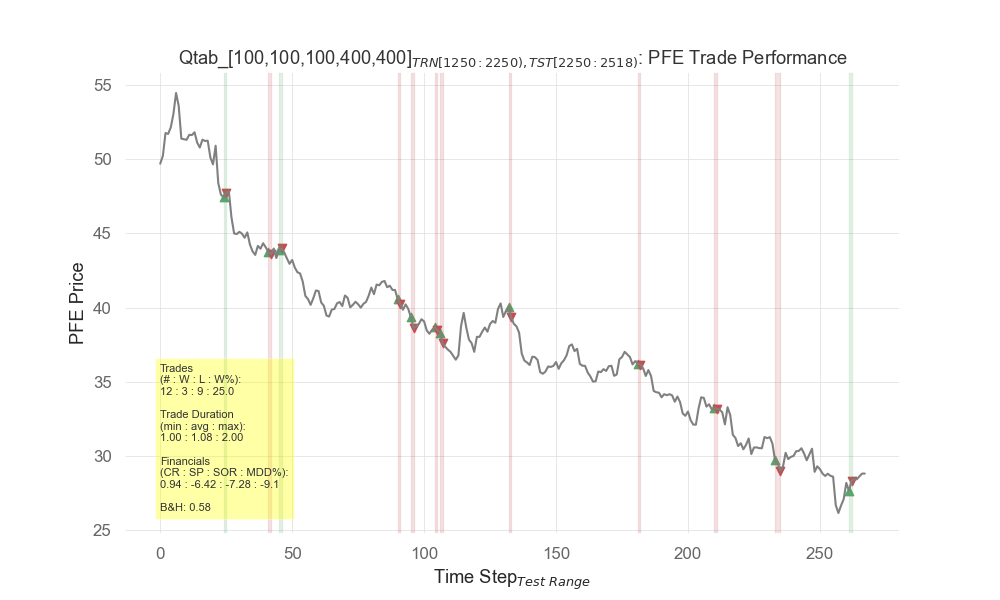 Qtab_[100,100,100,400,400]TRN[1250:2250),TST[2250:2518): PFE Trade Performance
55
50
45
40
35
30
25
PFE Price
Trades
(# : W : L : W%):
12 : 3 : 9 : 25.0
Trade Duration
(min : avg : max):
1.00 : 1.08 : 2.00
Financials
(CR : SP : SOR : MDD%):
0.94 : -6.42 : -7.28 : -9.1
B&H: 0.58
0 50 100 150 200 250
Time StepTest Range